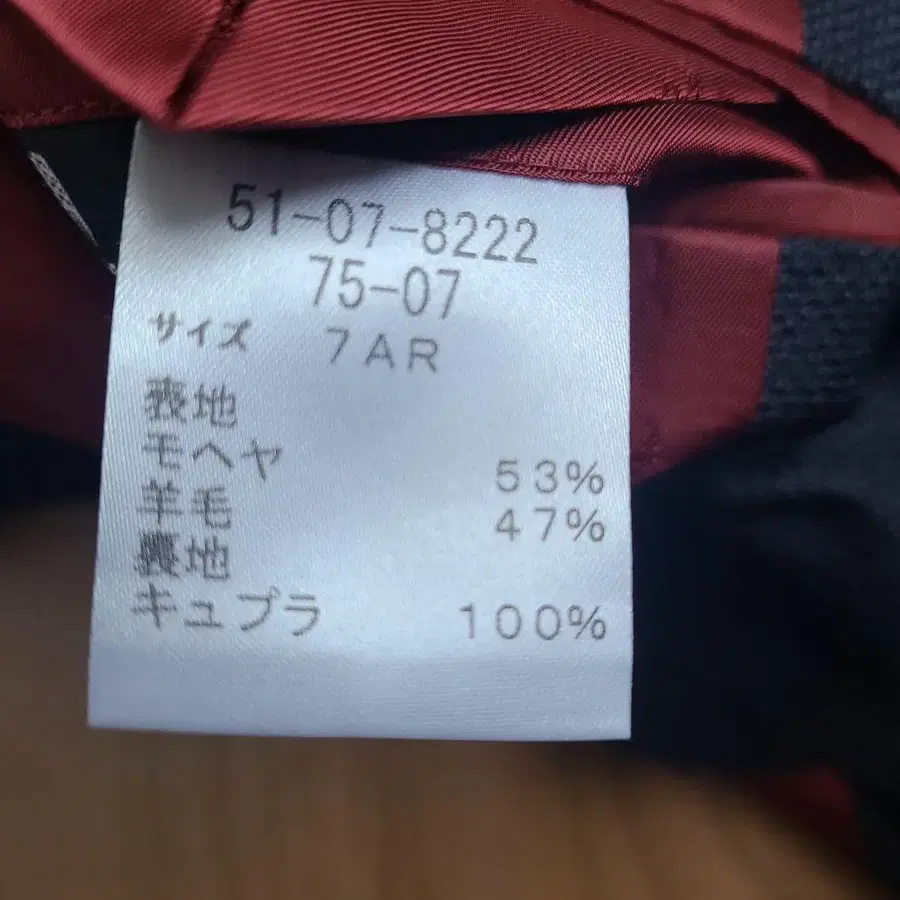 51-07-8222
75-07
サイズ 7AR
表地
毛ヘヤ 53%
羊毛 47%
裏地
キュプラ 100%